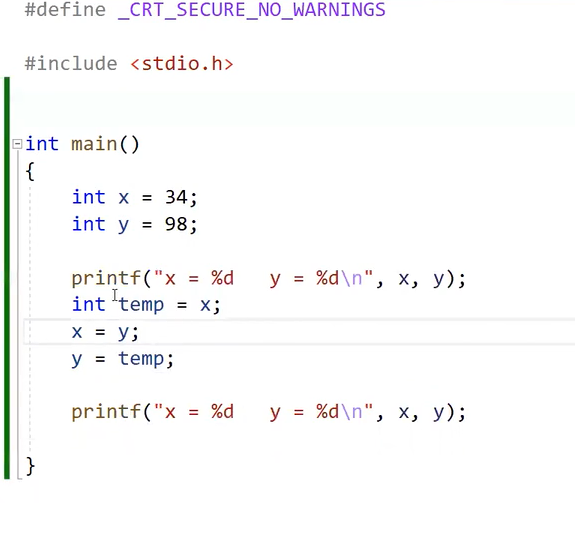 #define _CRT_SECURE_NO_WARNINGS
#include <stdio.h>
int main()
{
    int x = 34;
    int y = 98;
    printf("x = %d   y = %d\n", x, y);
    int temp = x;
    x = y;
    y = temp;
    printf("x = %d   y = %d\n", x, y);
}